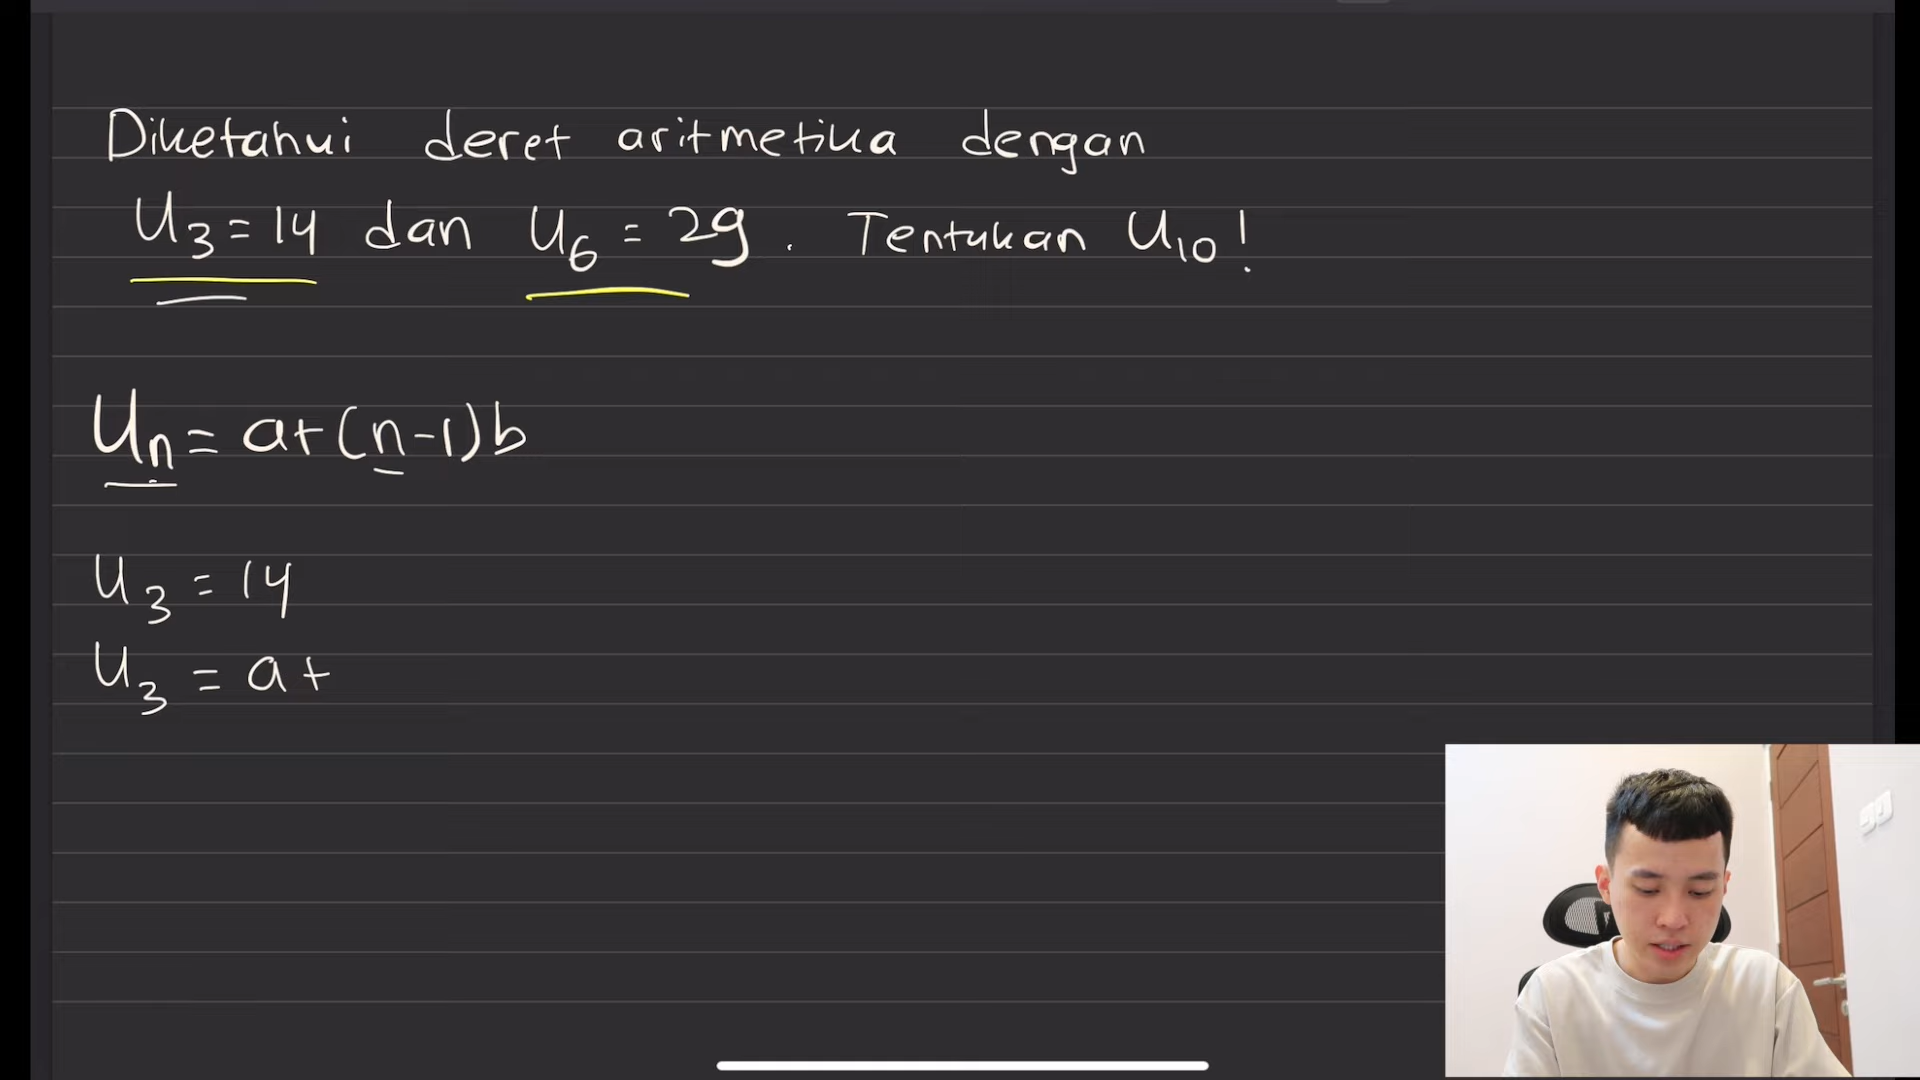 Diketahui deret aritmetika dengan
U₃ = 14 dan U₆ = 29. Tentukan U₁₀!
Uₙ = a+(n-1)b
U₃ = 14
U₃ = a+